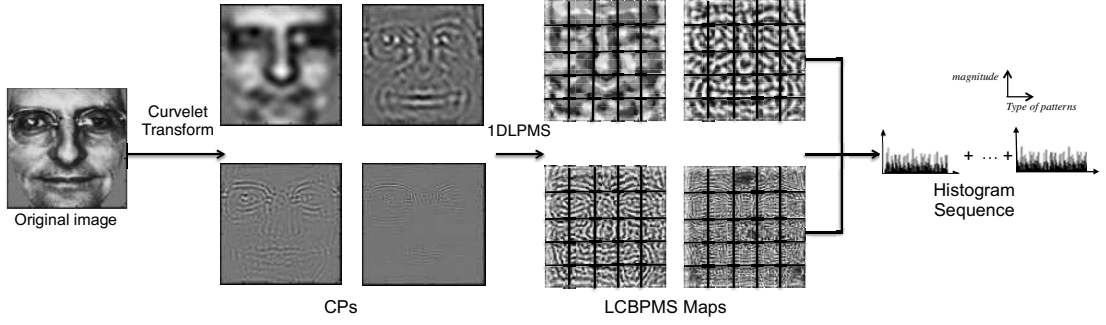 Original image
Curvelet
Transform
CPs
1DLPMS
LCBPMS Maps
magnitude
Type of patterns
+ ... +
Histogram
Sequence